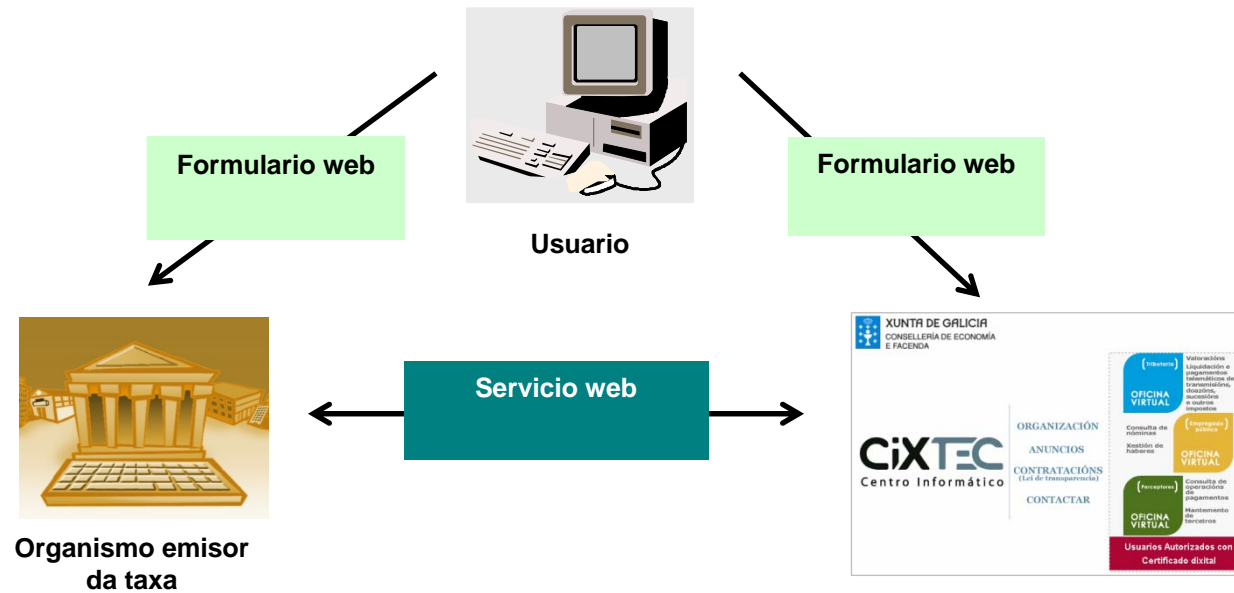 Formulario web
Formulario web
Usuario
Servicio web
Organismo emisor
da taxa
XUNTA DE GALICIA
CONSELLERÍA DE ECONOMÍA
E FACENDA
CiXTEC
Centro Informático
ORGANIZACIÓN
ANUNCIOS
CONTRATACIÓNS
(Lei de transparencia)
CONTACTAR
(Tributaria)
OFICINA
VIRTUAL
Valoracións
Liquidación e
pagamentos
telemáticos de
transmisións,
doazóns,
sucesións
e outros
impostos
Consulta de
nóminas
Xestión de
haberes
(Empregado
público)
OFICINA
VIRTUAL
(Perceptores)
OFICINA
VIRTUAL
Consulta de
operacións
de
pagamentos
Mantemento
de
terceiros
Usuarios Autorizados con
Certificado dixital